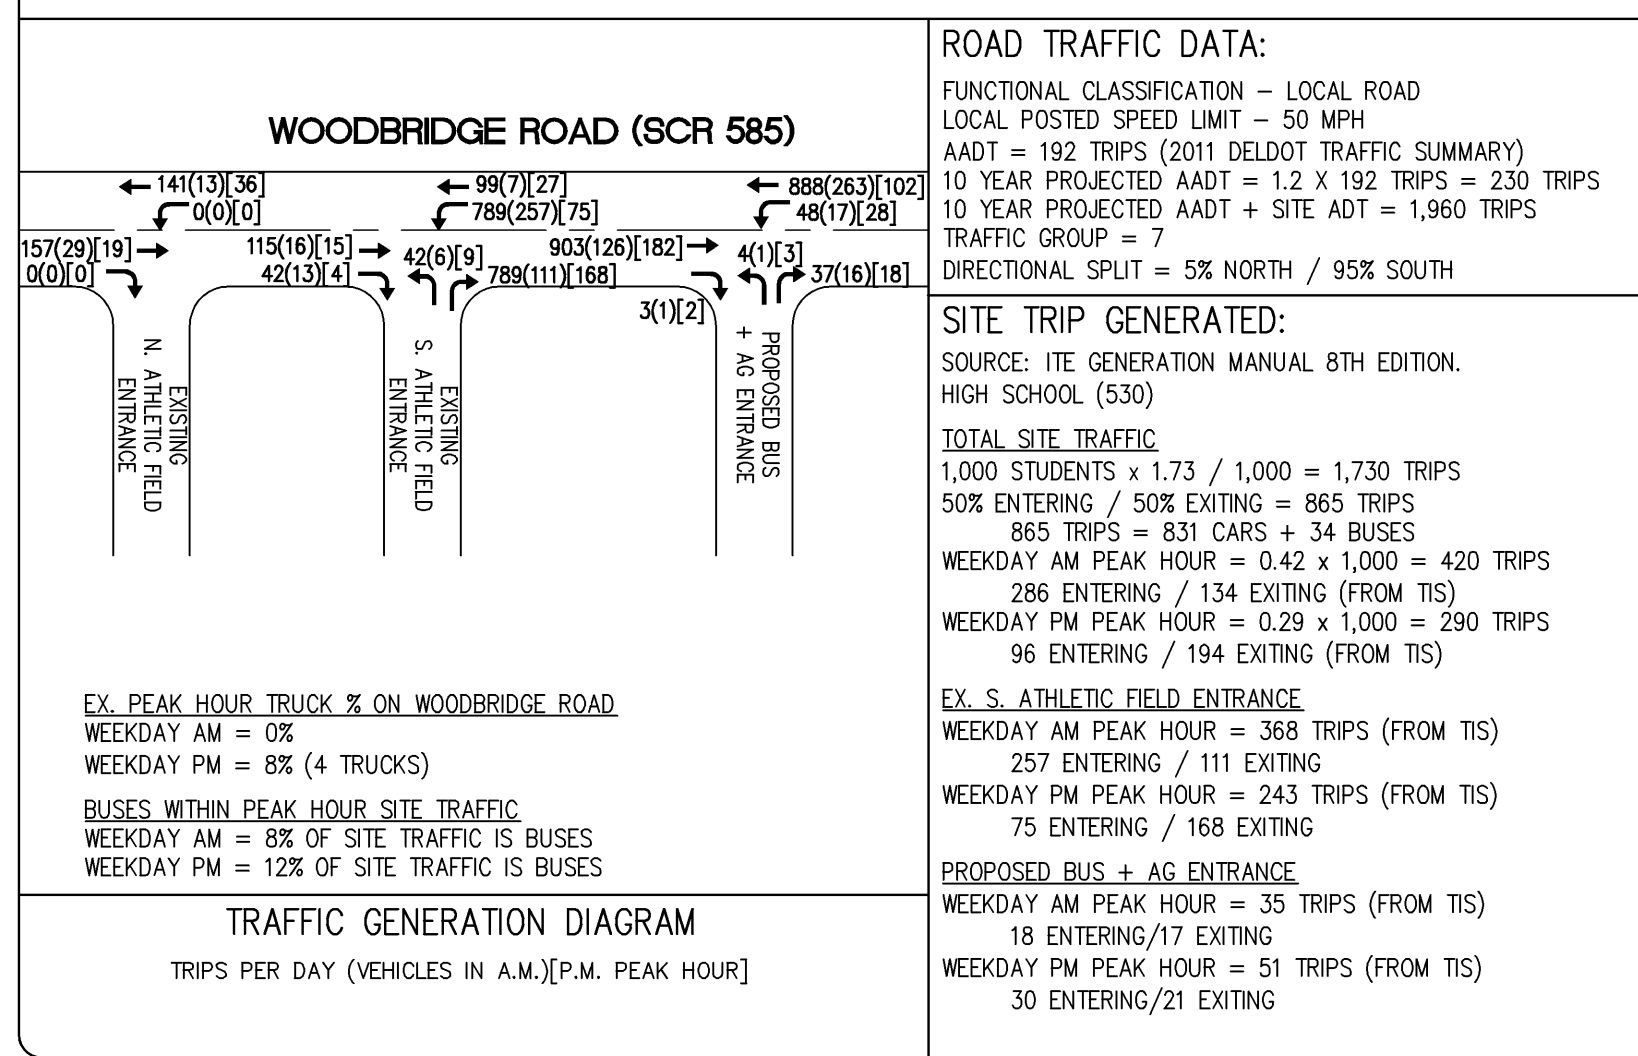 WOODBRIDGE ROAD (SCR 585)
141(13)[36]
0(0)[0]
99(7)[27]
789(257)[75]
888(263)[102]
48(17)[28]
157(29)[19]
0(0)[0]
115(16)[15]
42(13)[4]
42(6)[9]
789(111)[168]
903(126)[182]
3(1)[2]
4(1)[3]
37(16)[18]
EXISTING
N. ATHLETIC FIELD
ENTRANCE
EXISTING
S. ATHLETIC FIELD
ENTRANCE
PROPOSED BUS
+ AG ENTRANCE
EX. PEAK HOUR TRUCK % ON WOODBRIDGE ROAD
WEEKDAY AM = 0%
WEEKDAY PM = 8% (4 TRUCKS)
BUSES WITHIN PEAK HOUR SITE TRAFFIC
WEEKDAY AM = 8% OF SITE TRAFFIC IS BUSES
WEEKDAY PM = 12% OF SITE TRAFFIC IS BUSES
TRAFFIC GENERATION DIAGRAM
TRIPS PER DAY (VEHICLES IN A.M.)[P.M. PEAK HOUR]
ROAD TRAFFIC DATA:
FUNCTIONAL CLASSIFICATION – LOCAL ROAD
LOCAL POSTED SPEED LIMIT – 50 MPH
AADT = 192 TRIPS (2011 DELDOT TRAFFIC SUMMARY)
10 YEAR PROJECTED AADT = 1.2 X 192 TRIPS = 230 TRIPS
10 YEAR PROJECTED AADT + SITE ADT = 1,960 TRIPS
TRAFFIC GROUP = 7
DIRECTIONAL SPLIT = 5% NORTH / 95% SOUTH
SITE TRIP GENERATED:
SOURCE: ITE GENERATION MANUAL 8TH EDITION.
HIGH SCHOOL (530)
TOTAL SITE TRAFFIC
1,000 STUDENTS x 1.73 / 1,000 = 1,730 TRIPS
50% ENTERING / 50% EXITING = 865 TRIPS
865 TRIPS = 831 CARS + 34 BUSES
WEEKDAY AM PEAK HOUR = 0.42 x 1,000 = 420 TRIPS
286 ENTERING / 134 EXITING (FROM TIS)
WEEKDAY PM PEAK HOUR = 0.29 x 1,000 = 290 TRIPS
96 ENTERING / 194 EXITING (FROM TIS)
EX. S. ATHLETIC FIELD ENTRANCE
WEEKDAY AM PEAK HOUR = 368 TRIPS (FROM TIS)
257 ENTERING / 111 EXITING
WEEKDAY PM PEAK HOUR = 243 TRIPS (FROM TIS)
75 ENTERING / 168 EXITING
PROPOSED BUS + AG ENTRANCE
WEEKDAY AM PEAK HOUR = 35 TRIPS (FROM TIS)
18 ENTERING/17 EXITING
WEEKDAY PM PEAK HOUR = 51 TRIPS (FROM TIS)
30 ENTERING/21 EXITING